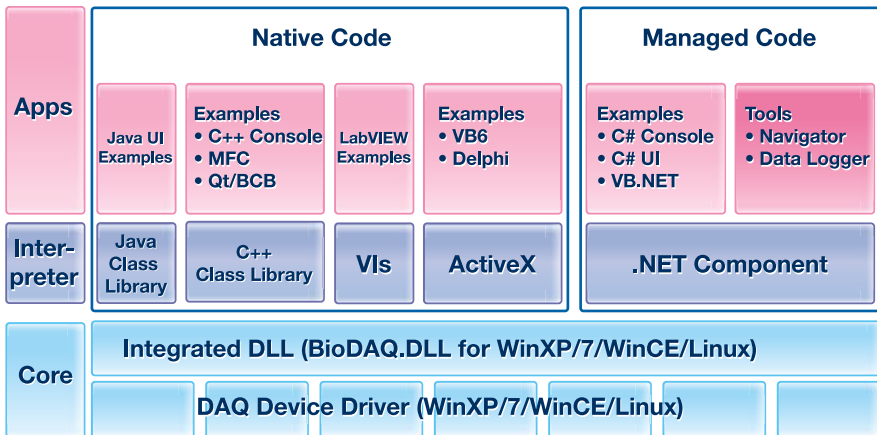 Native Code
Managed Code
Apps
Java UI
Examples
Examples
• C++ Console
• MFC
• Qt/BCB
LabVIEW
Examples
Examples
• VB6
• Delphi
Examples
• C# Console
• C# UI
• VB.NET
Tools
• Navigator
• Data Logger
Inter-
preter
Java
Class
Library
C++
Class Library
VIs
ActiveX
.NET Component
Core
Integrated DLL (BioDAQ.DLL for WinXP/7/WinCE/Linux)
DAQ Device Driver (WinXP/7/WinCE/Linux)